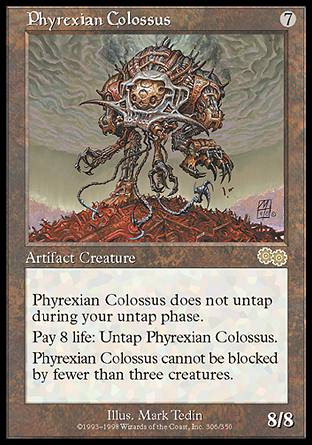 Phyrexian Colossus 7
Artifact Creature
Phyrexian Colossus does not untap
during your untap phase.
Pay 8 life: Untap Phyrexian Colossus.
Phyrexian Colossus cannot be blocked
by fewer than three creatures.
Illus. Mark Tedin
©1993-1998 Wizards of the Coast, Inc. 306/350
8/8